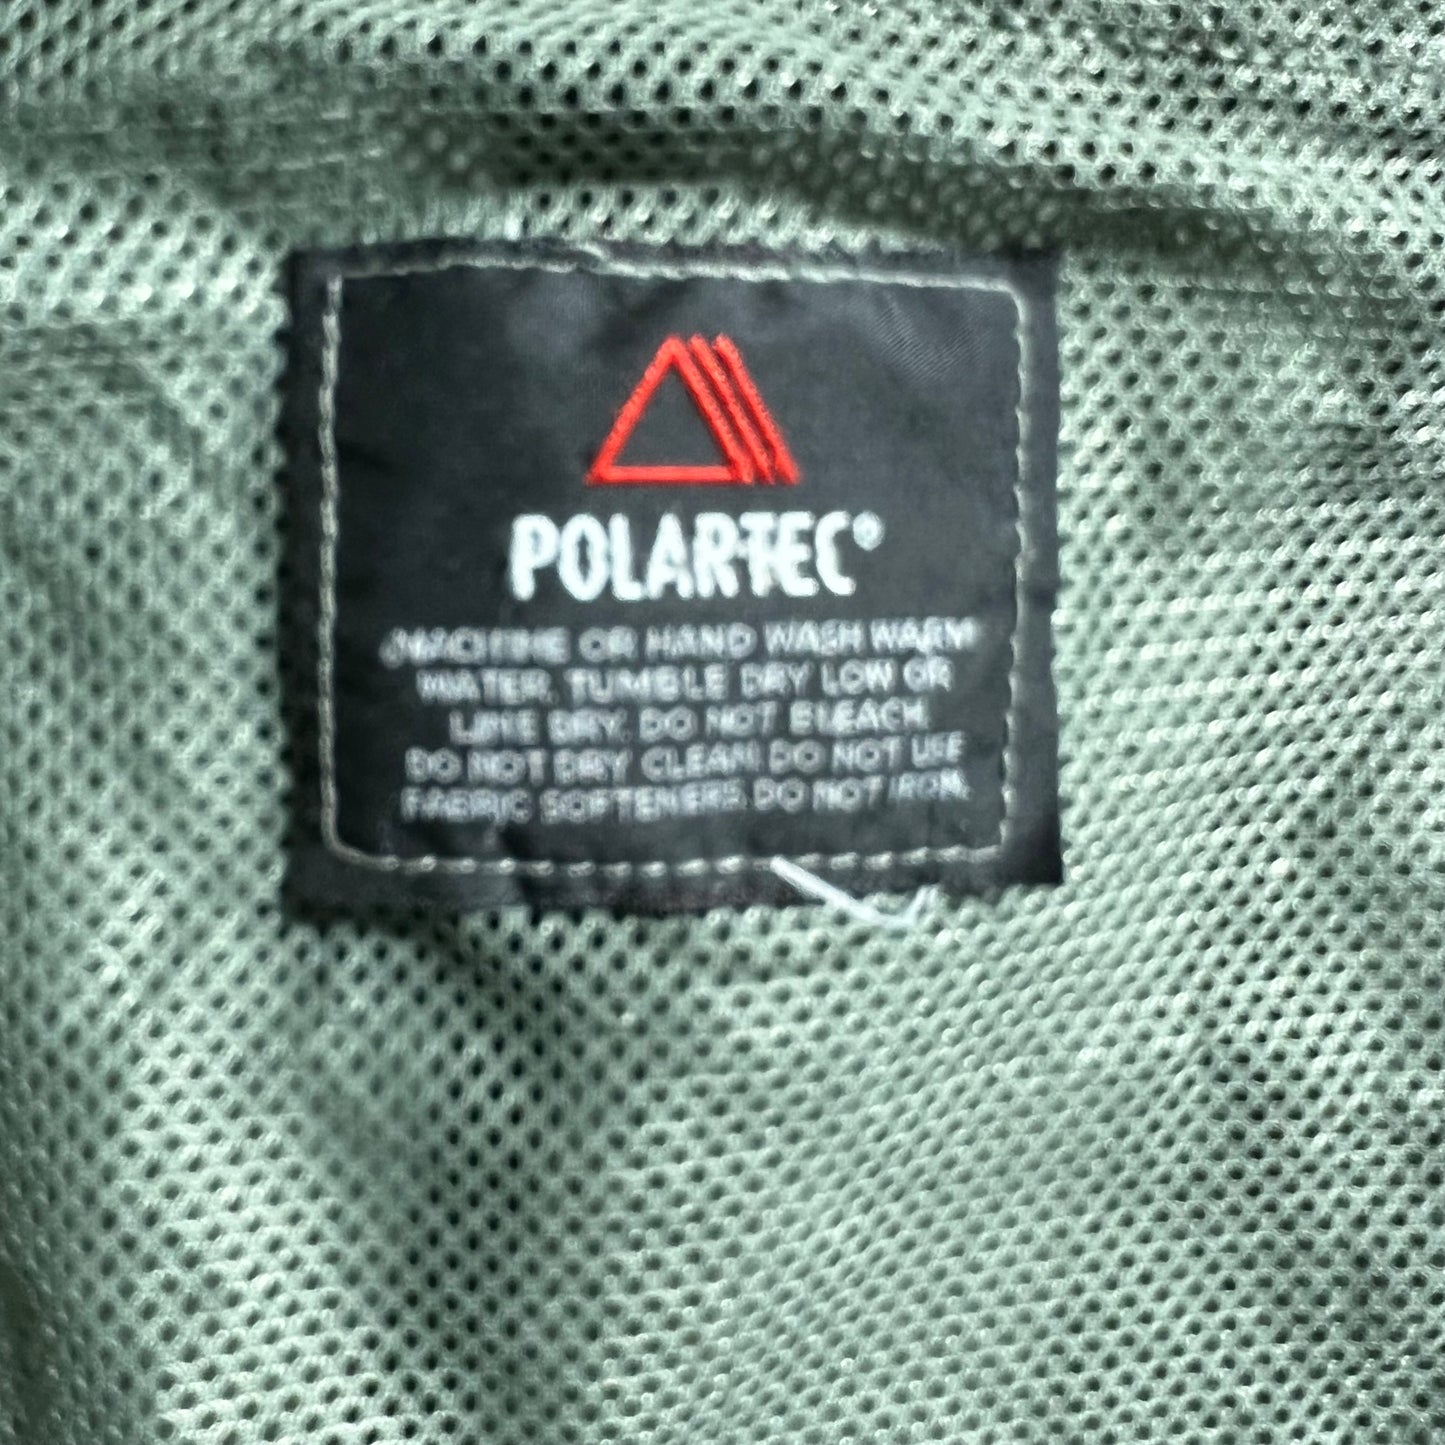 POLARTEC®
MACHINE OR HAND WASH WARM
WATER. TUMBLE DRY LOW OR
LINE DRY. DO NOT BLEACH.
DO NOT DRY CLEAN. DO NOT USE
FABRIC SOFTENERS. DO NOT IRON.